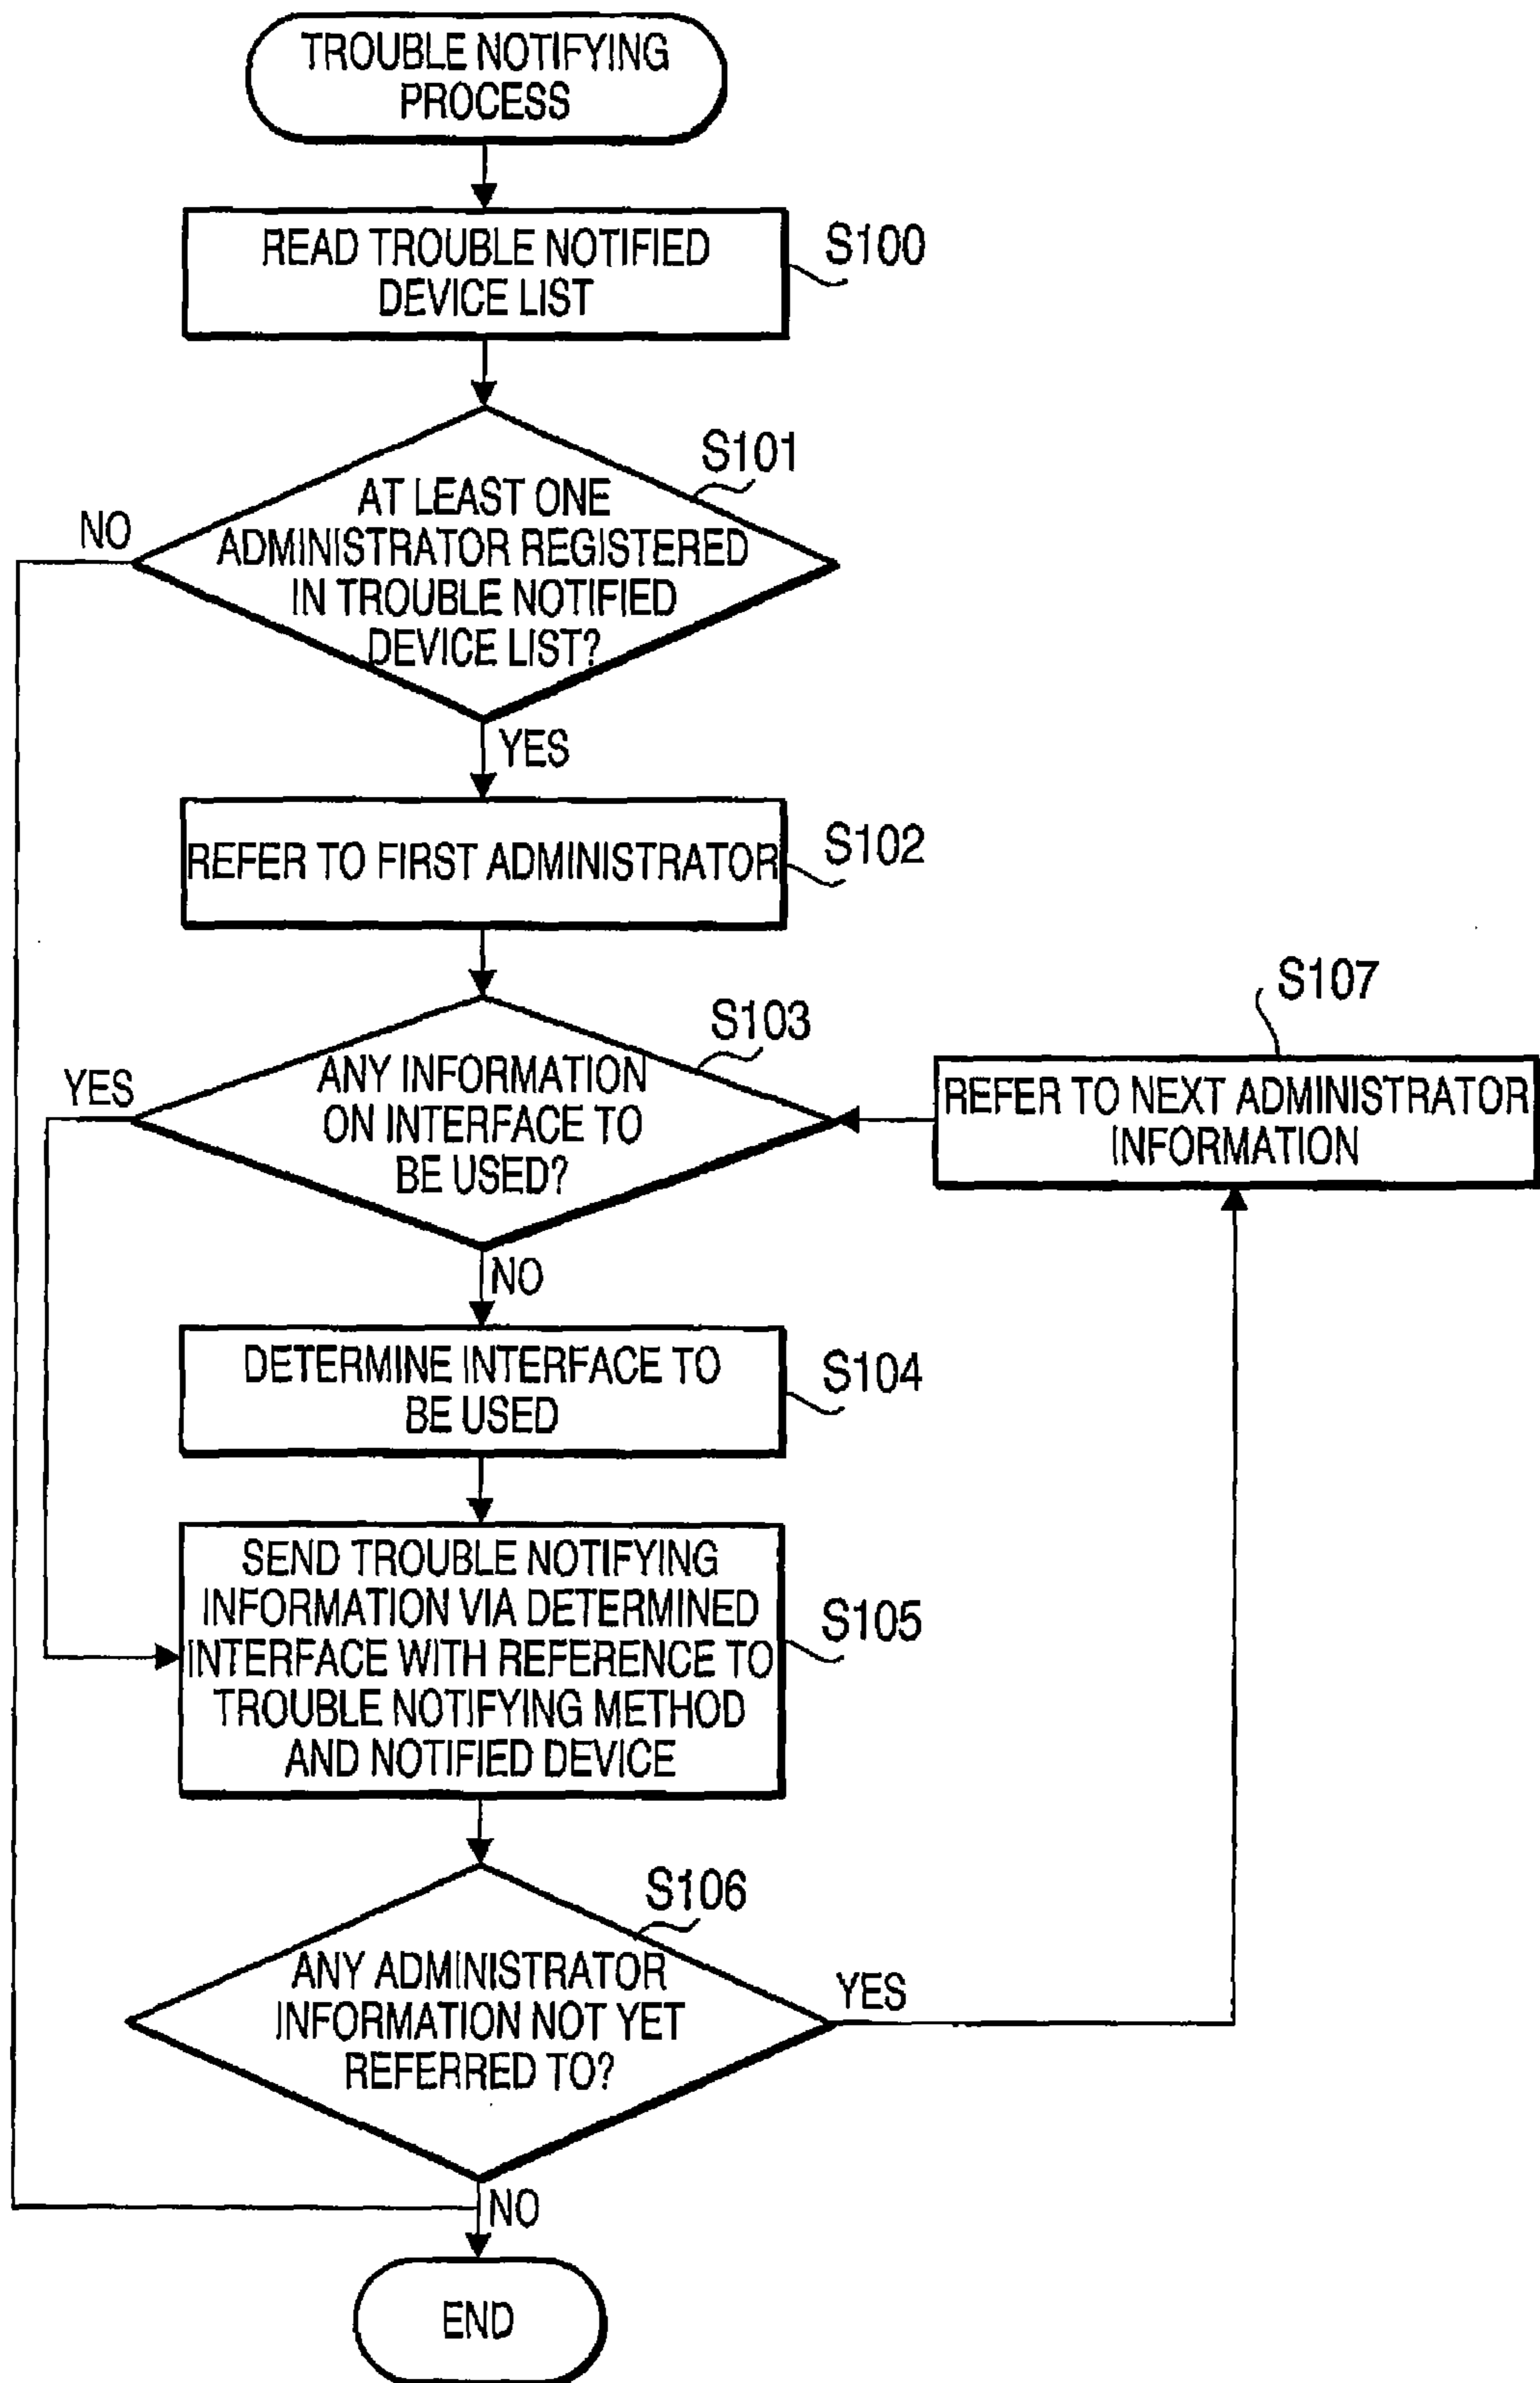 TROUBLE NOTIFYING
PROCESS
READ TROUBLE NOTIFIED
DEVICE LIST
S100
S101
AT LEAST ONE
ADMINISTRATOR REGISTERED
IN TROUBLE NOTIFIED
DEVICE LIST?
NO
YES
REFER TO FIRST ADMINISTRATOR
S102
S103
ANY INFORMATION
ON INTERFACE TO
BE USED?
YES
NO
S107
REFER TO NEXT ADMINISTRATOR
INFORMATION
DETERMINE INTERFACE TO
BE USED
S104
SEND TROUBLE NOTIFYING
INFORMATION VIA DETERMINED
INTERFACE WITH REFERENCE TO
TROUBLE NOTIFYING METHOD
AND NOTIFIED DEVICE
S105
S106
ANY ADMINISTRATOR
INFORMATION NOT YET
REFERRED TO?
YES
NO
END